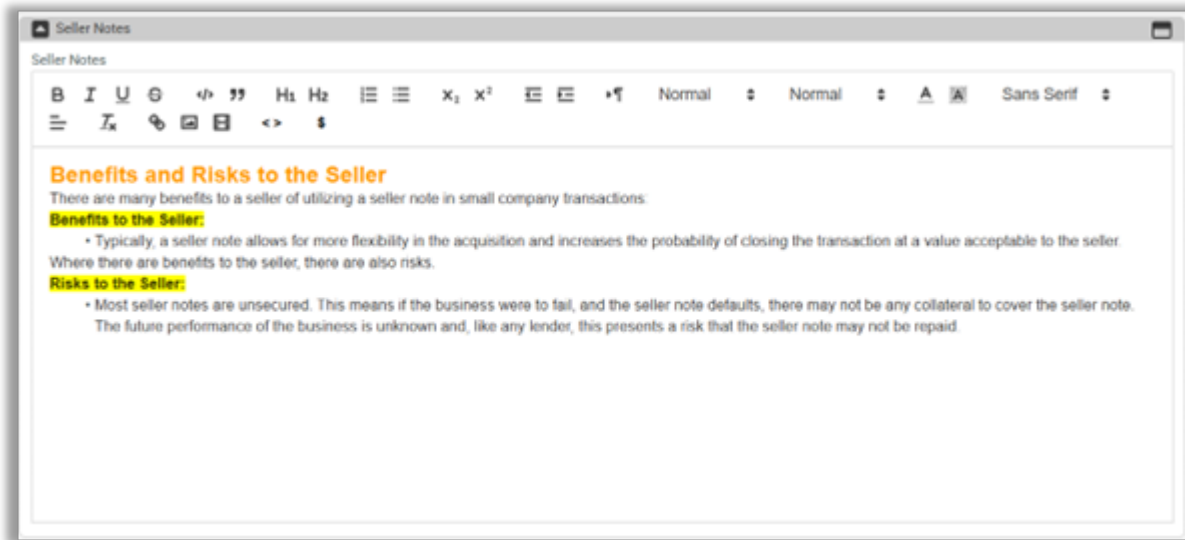 Seller Notes
Seller Notes
B I U S </> ” H1 H2 X₂ X² ¶ Normal Normal A A Sans Serif
Tx <> $
Benefits and Risks to the Seller
There are many benefits to a seller of utilizing a seller note in small company transactions:
Benefits to the Seller:
• Typically, a seller note allows for more flexibility in the acquisition and increases the probability of closing the transaction at a value acceptable to the seller.
Where there are benefits to the seller, there are also risks.
Risks to the Seller:
• Most seller notes are unsecured. This means if the business were to fail, and the seller note defaults, there may not be any collateral to cover the seller note.
The future performance of the business is unknown and, like any lender, this presents a risk that the seller note may not be repaid.